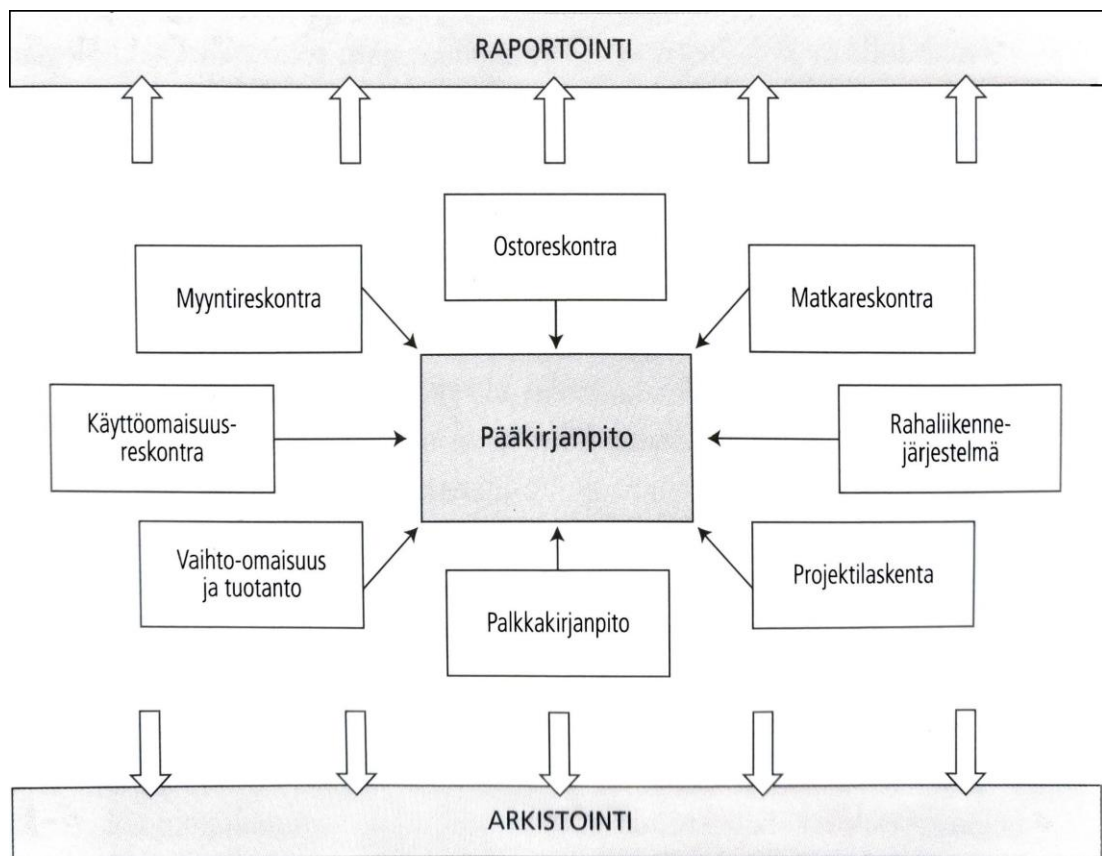 RAPORTOINTI
Ostoreskontra
Myyntireskontra
Matkareskontra
Käyttöomaisuus-
reskontra
Pääkirjanpito
Rahaliikenne-
järjestelmä
Vaihto-omaisuus
ja tuotanto
Palkkakirjanpito
Projektilaskenta
ARKISTOINTI